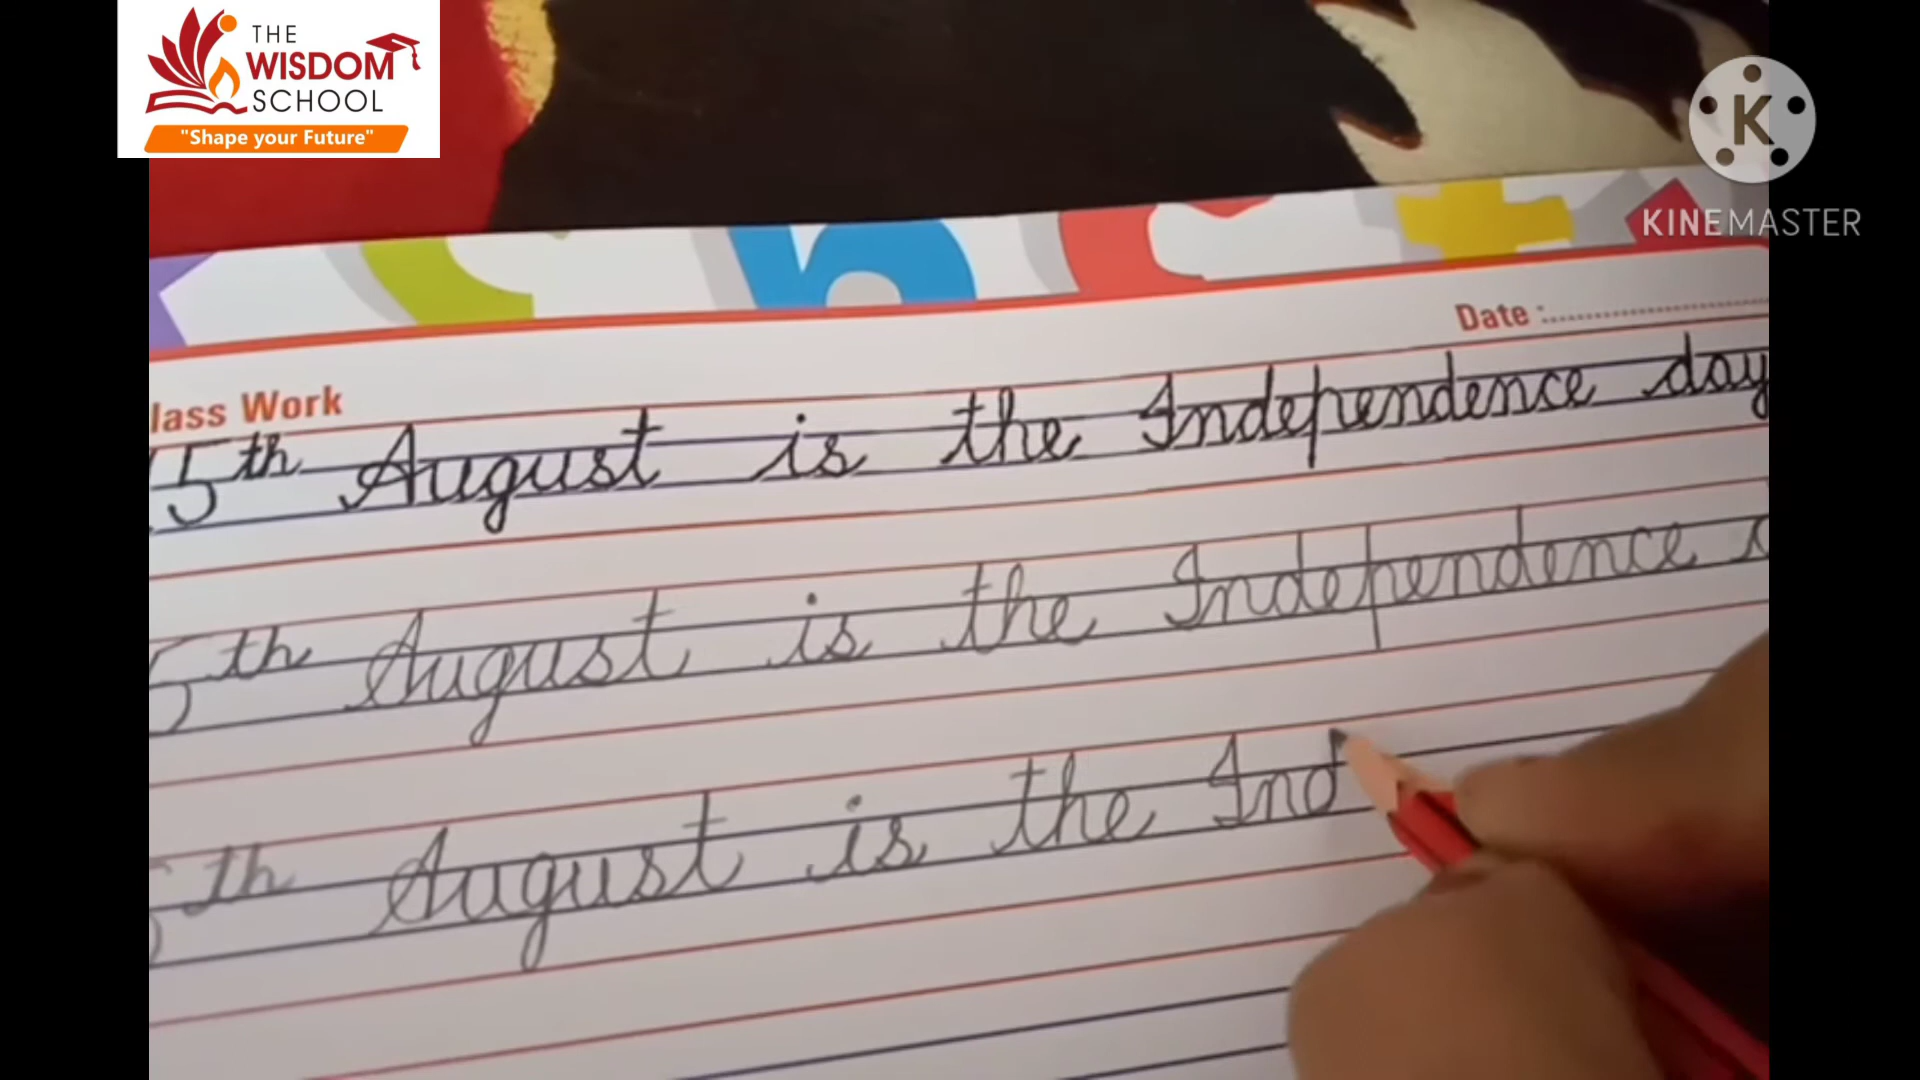 THE
WISDOM
SCHOOL
"Shape your Future"
K
KINEMASTER
Date :
lass Work
15th August is the Independence day
5th August is the Independence
th August is the Ind